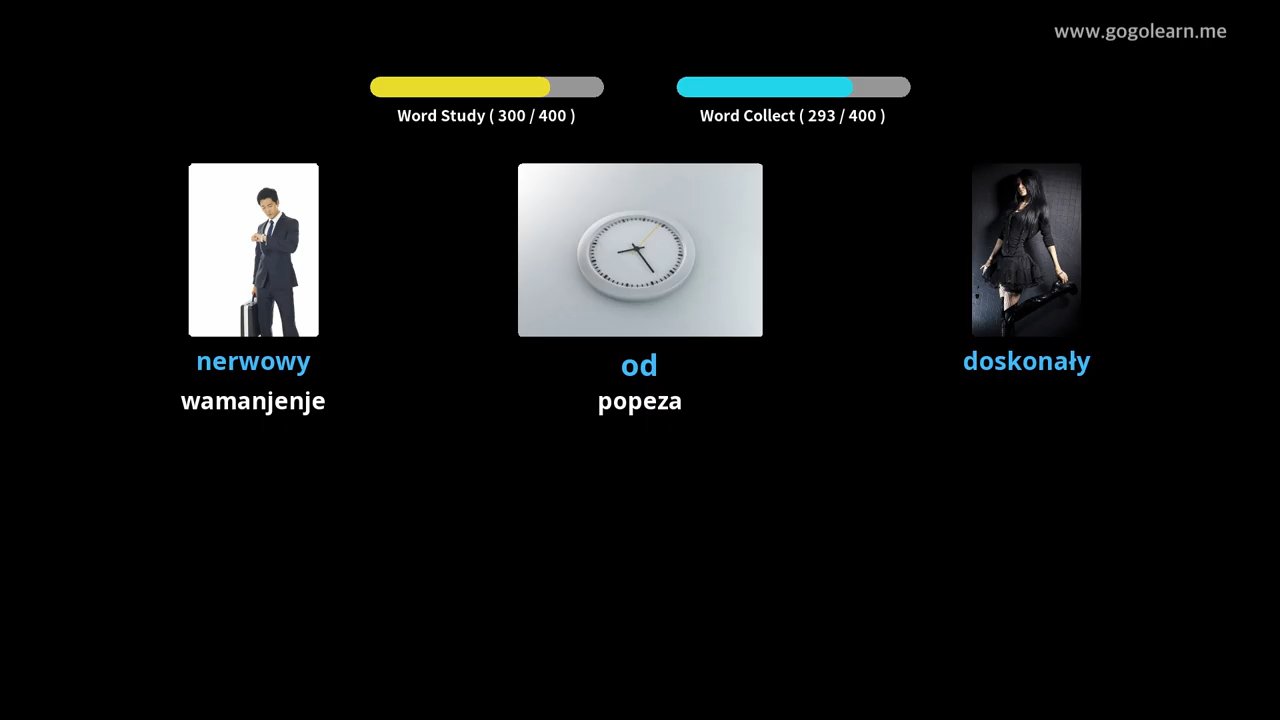 www.gogolearn.me
Word Study ( 300 / 400 )
Word Collect ( 293 / 400 )
nerwowy
wamanjenje
od
popeza
doskonały